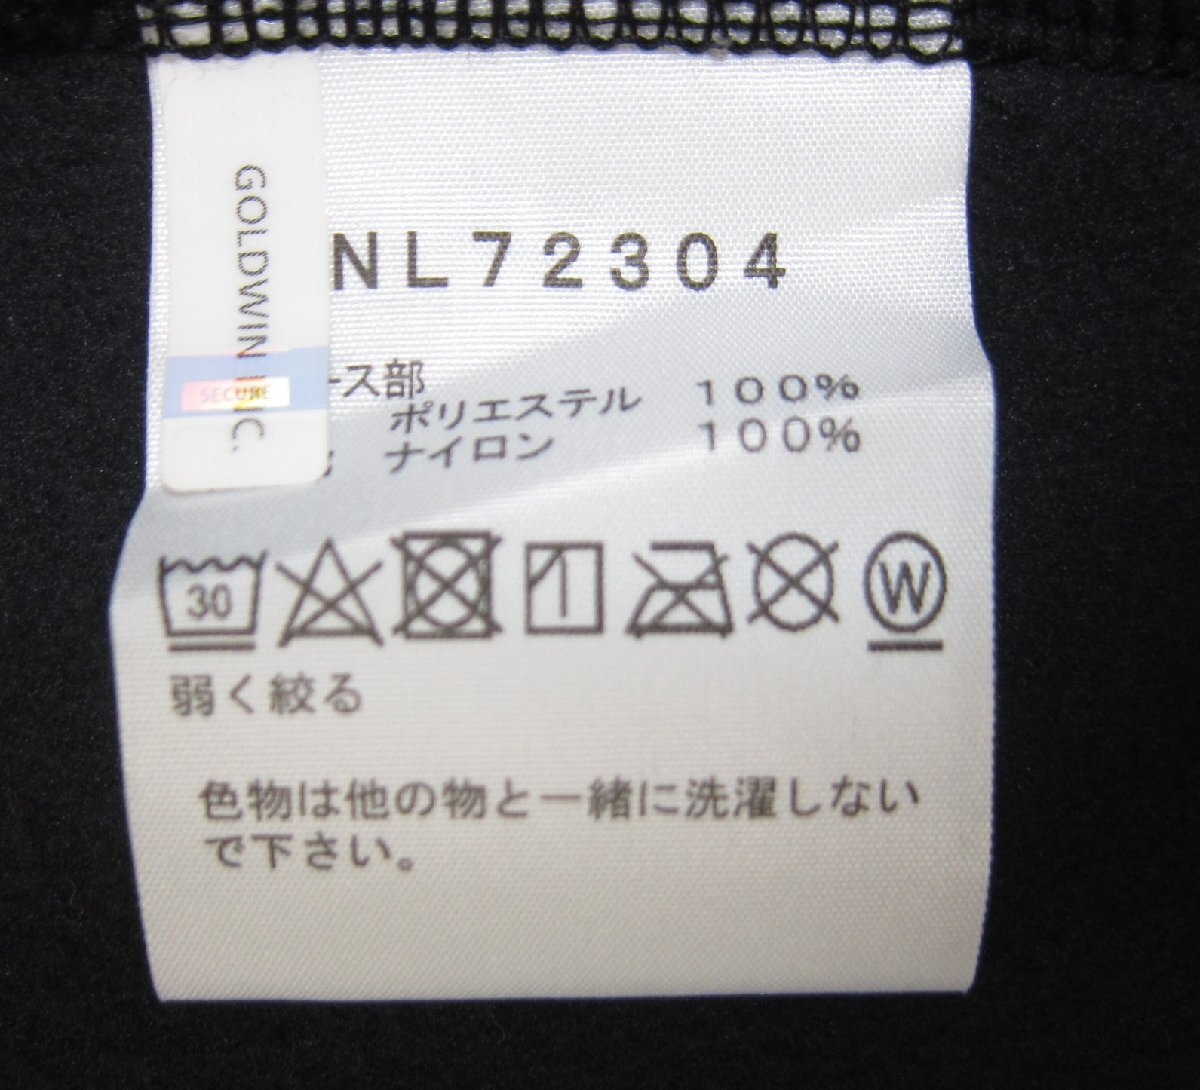 GOLDWIN INC.
SECURE
NL72304
ース部
ポリエステル 100%
ナイロン 100%
30
W
弱く絞る
色物は他の物と一緒に洗濯しない
で下さい。